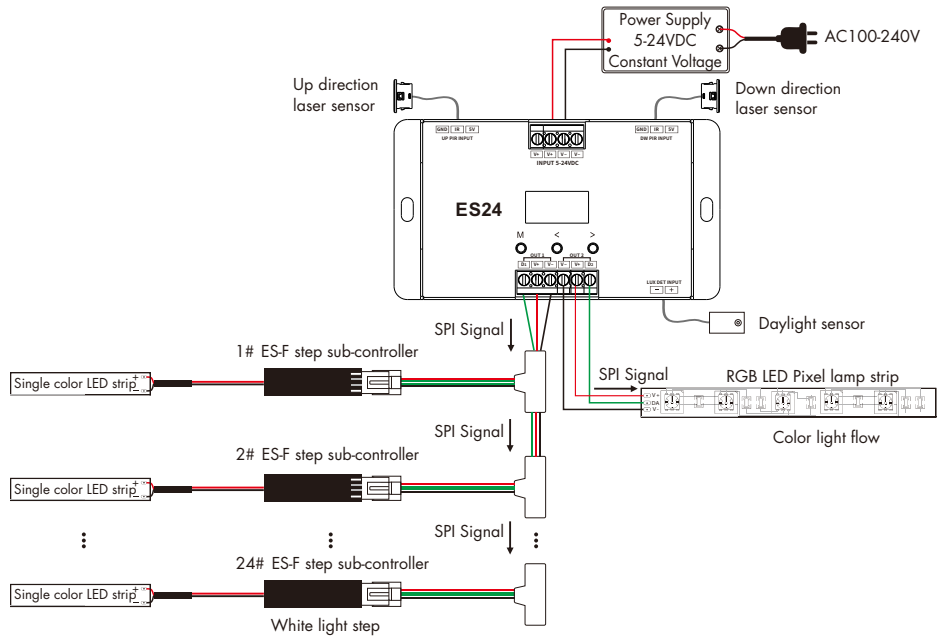 Power Supply
5-24VDC
Constant Voltage
AC100-240V
Up direction
laser sensor
Down direction
laser sensor
GND IR 5V
UP PIR INPUT
GND IR 5V
DW PIR INPUT
V+ V+ V- V-
INPUT 5-24VDC
ES24
M < >
OUT 1 OUT 2
D1 V+ V- V- V+ D2
LUX DET INPUT
- +
Daylight sensor
SPI Signal
1# ES-F step sub-controller
Single color LED strip
+
-
SPI Signal
RGB LED Pixel lamp strip
V+
DA
V-
Color light flow
SPI Signal
2# ES-F step sub-controller
Single color LED strip
+
-
SPI Signal
24# ES-F step sub-controller
Single color LED strip
+
-
White light step